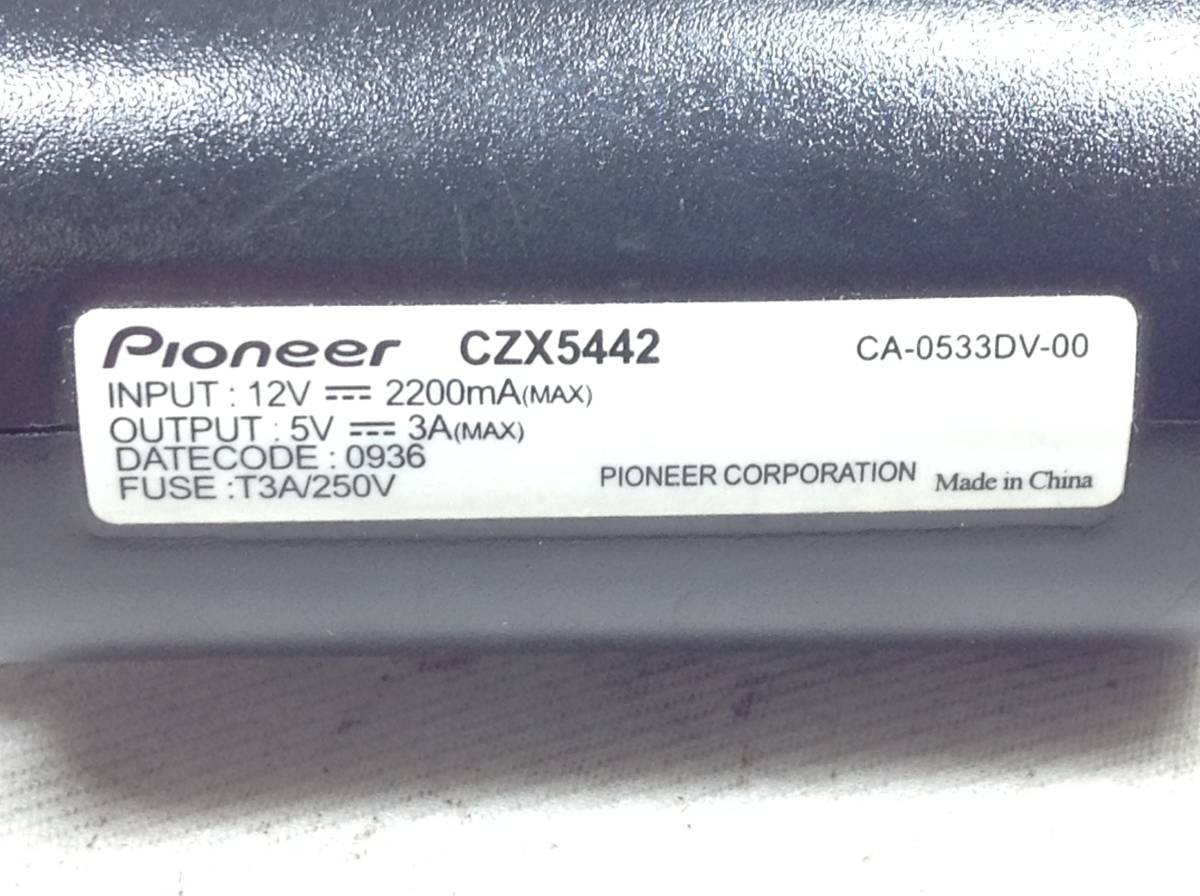 Pioneer CZX5442 CA-0533DV-00
INPUT : 12V ⎓ 2200mA(MAX)
OUTPUT : 5V ⎓ 3A(MAX)
DATECODE : 0936
FUSE :T3A/250V
PIONEER CORPORATION Made in China